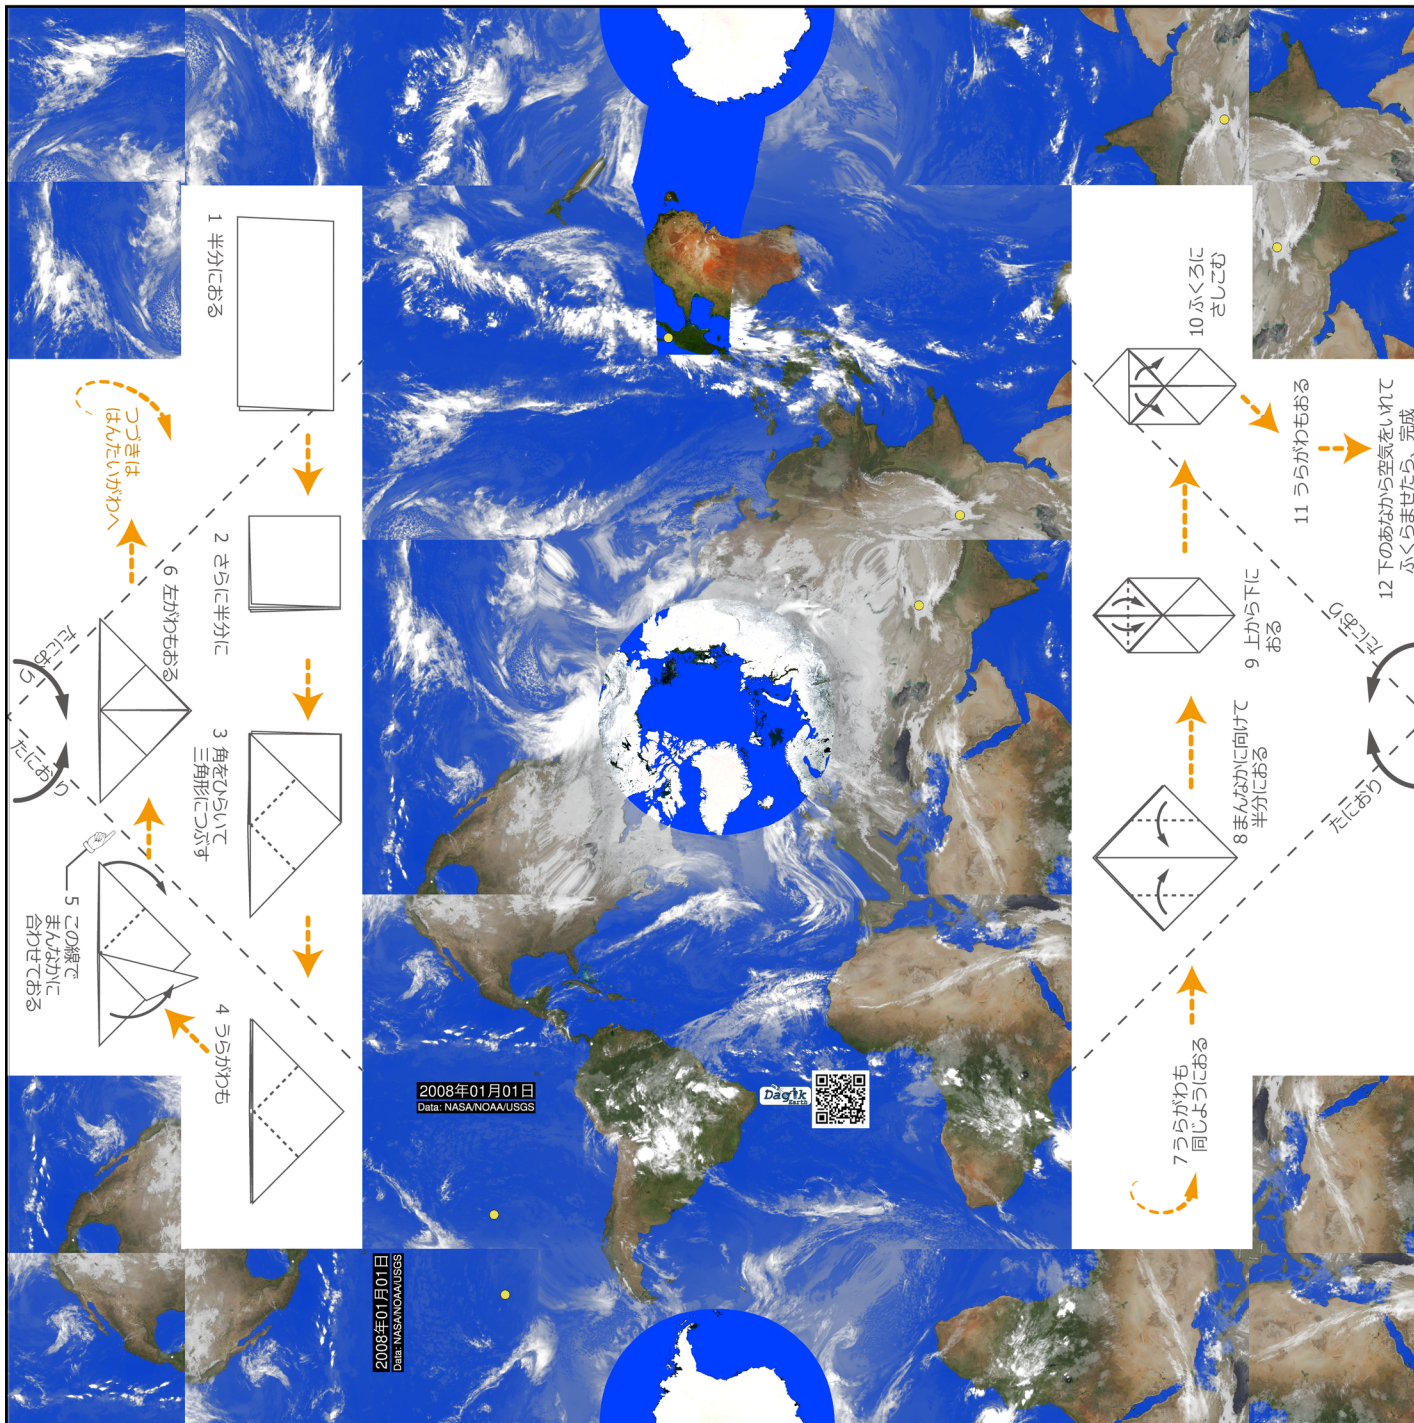 1 半分におる
2 さらに半分に
3 角をひらいて
三角形につぶす
4 うらがわも
5 この線で
まんなかに
合わせておる
6 左がわもおる
つづきは
はんたいがわへ
たにおり
たにおり
7 うらがわも
同じようにおる
8 まんなかに向けて
半分におる
9 上から下に
おる
10 ふくろに
さしこむ
11 うらがわもおる
12 下のあなから空気をいれて
ふくらませたら、完成
たにおり
たにおり
2008年01月01日
Data: NASA/NOAA/USGS
Dagik
Earth
2008年01月01日
Data: NASA/NOAA/USGS